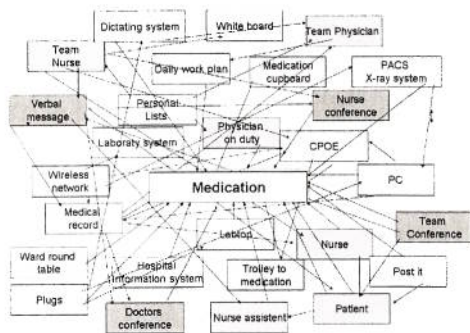 Dictating system
White board
Team Physician
Team
Nurse
Daily work plan
Medication
cupboard
PACS
X-ray system
Verbal
message
Personal
Lists
Nurse
conference
Physician
on duty
Laboraty system
CPOE
Wireless
network
Medication
PC
Medical
record
Team
Conference
Labtop
Nurse
Ward round
table
Hospital
Information system
Trolley to
medication
Post it
Plugs
Doctors
conference
Nurse assistent
Patient